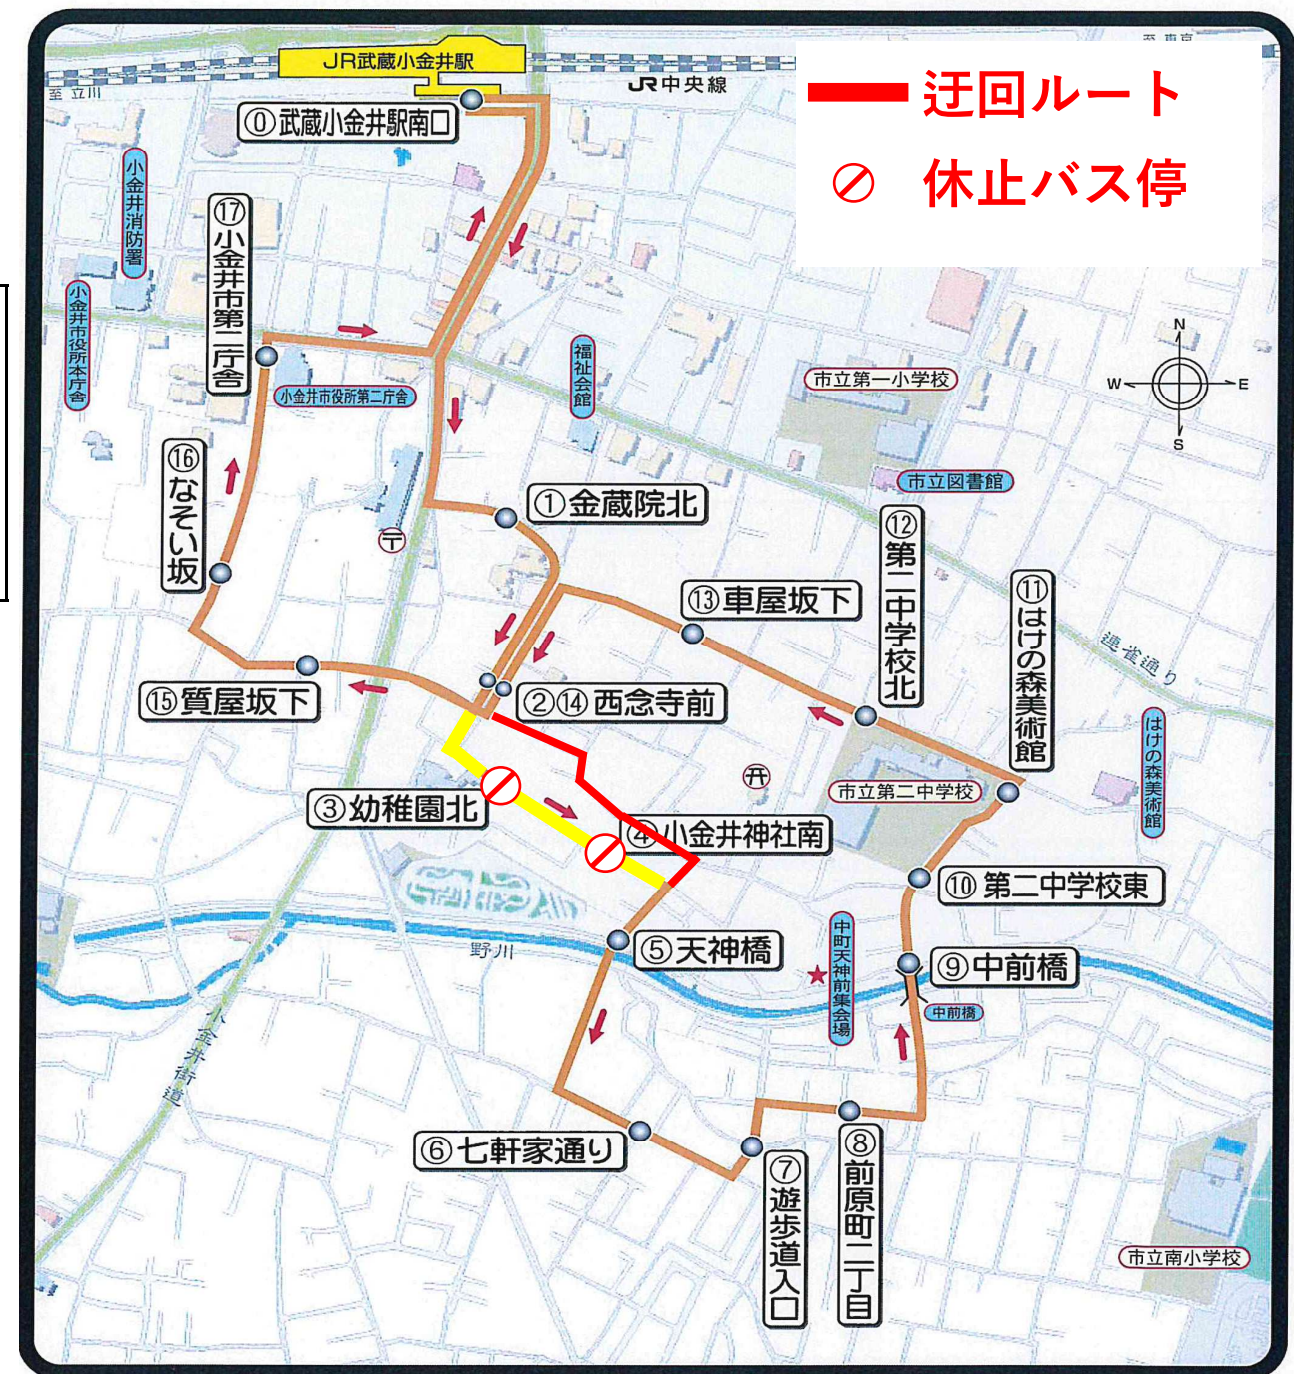 JR武蔵小金井駅
至 東京
至 立川
JR中央線
迂回ルート
休止バス停
⓪武蔵小金井駅南口
小金井消防署
⑰小金井市第二庁舎
小金井市役所本庁舎
小金井市役所第二庁舎
福祉会館
市立第一小学校
N
W
E
S
⑯なそい坂
①金蔵院北
市立図書館
⑫第二中学校北
⑪はけの森美術館
⑬車屋坂下
連雀通り
⑮質屋坂下
②⑭西念寺前
はけの森美術館
③幼稚園北
市立第二中学校
④小金井神社南
⑩第二中学校東
野川
⑤天神橋
中町天神前集会場
⑨中前橋
中前橋
小金井街道
⑥七軒家通り
⑦遊歩道入口
⑧前原町二丁目
市立南小学校